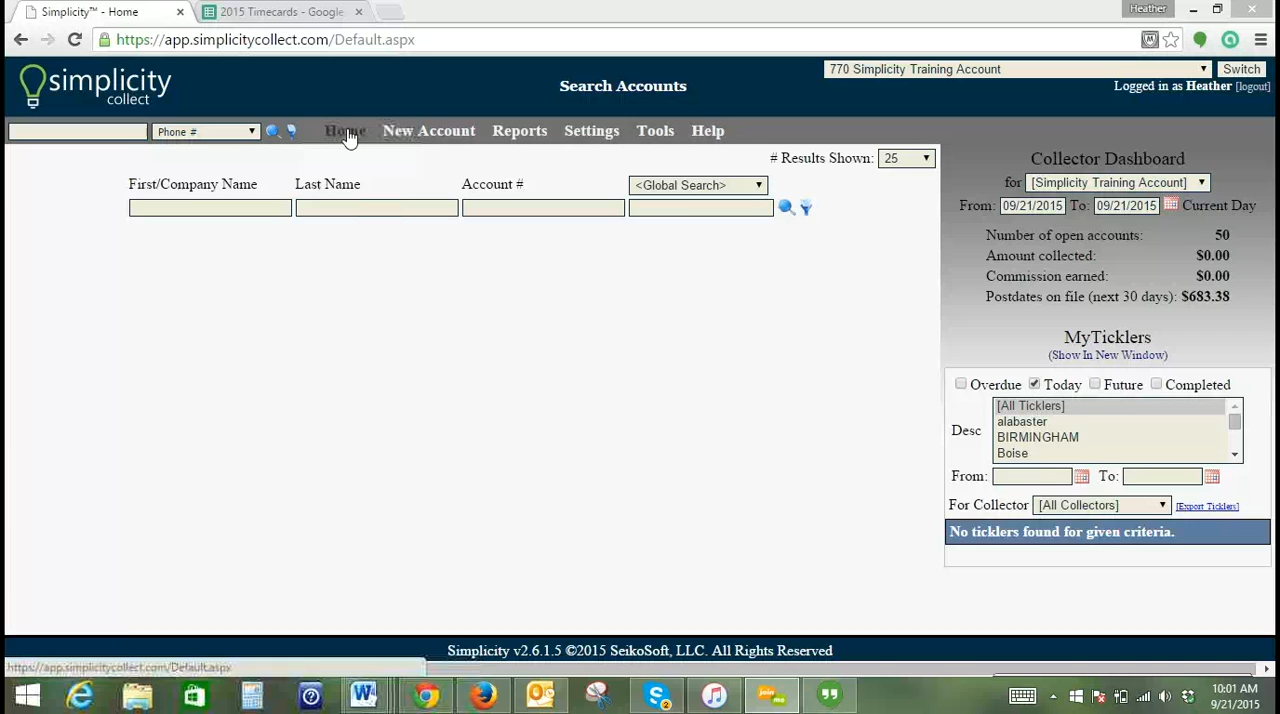 Simplicity™ - Home
2015 Timecards - Google
Heather
https://app.simplicitycollect.com/Default.aspx
simplicity
collect
Search Accounts
770 Simplicity Training Account
Switch
Logged in as Heather [logout]
Phone #
Home
New Account
Reports
Settings
Tools
Help
# Results Shown: 25
First/Company Name
Last Name
Account #
<Global Search>
Collector Dashboard
for [Simplicity Training Account]
From: 09/21/2015 To: 09/21/2015 Current Day
Number of open accounts: 50
Amount collected: $0.00
Commission earned: $0.00
Postdates on file (next 30 days): $683.38
MyTicklers
(Show In New Window)
Overdue Today Future Completed
Desc
[All Ticklers]
alabaster
BIRMINGHAM
Boise
From: To:
For Collector [All Collectors] [Export Ticklers]
No ticklers found for given criteria.
Simplicity v2.6.1.5 ©2015 SeikoSoft, LLC. All Rights Reserved
https://app.simplicitycollect.com/Default.aspx
10:01 AM
9/21/2015